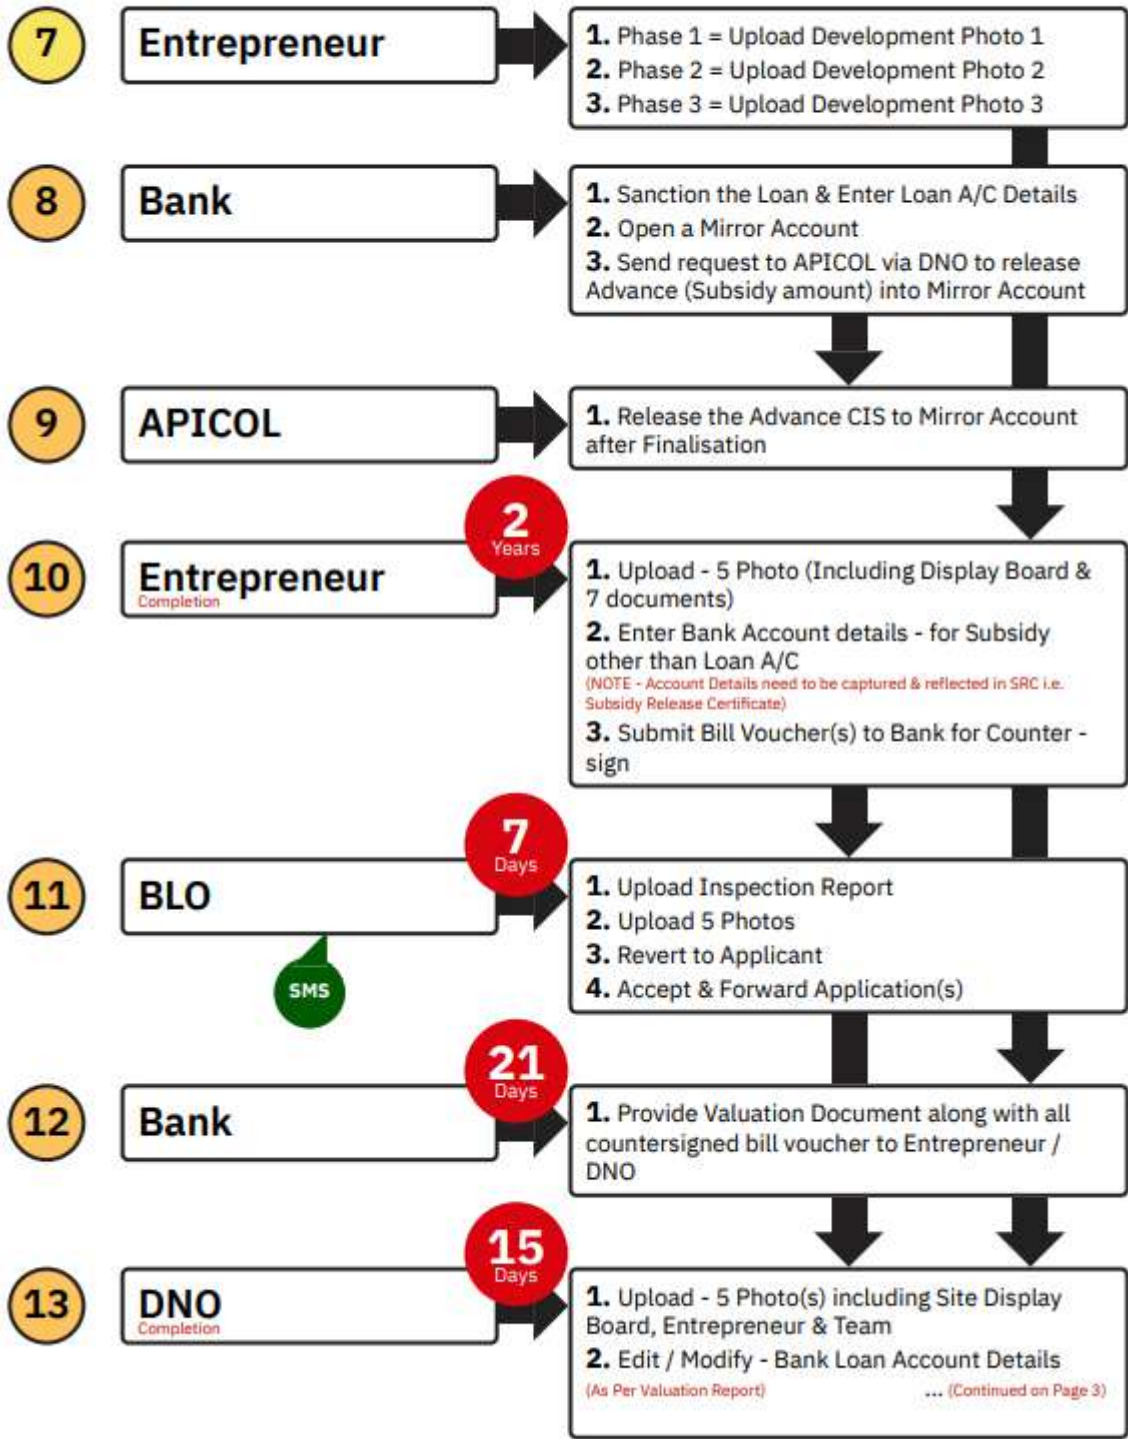 7
Entrepreneur
1. Phase 1 = Upload Development Photo 1
2. Phase 2 = Upload Development Photo 2
3. Phase 3 = Upload Development Photo 3
8
Bank
1. Sanction the Loan & Enter Loan A/C Details
2. Open a Mirror Account
3. Send request to APICOL via DNO to release
Advance (Subsidy amount) into Mirror Account
9
APICOL
1. Release the Advance CIS to Mirror Account
after Finalisation
10
Entrepreneur
Completion
2
Years
1. Upload - 5 Photo (Including Display Board &
7 documents)
2. Enter Bank Account details - for Subsidy
other than Loan A/C
(NOTE - Account Details need to be captured & reflected in SRC i.e.
Subsidy Release Certificate)
3. Submit Bill Voucher(s) to Bank for Counter -
sign
11
BLO
SMS
7
Days
1. Upload Inspection Report
2. Upload 5 Photos
3. Revert to Applicant
4. Accept & Forward Application(s)
12
Bank
21
Days
1. Provide Valuation Document along with all
countersigned bill voucher to Entrepreneur /
DNO
13
DNO
Completion
15
Days
1. Upload - 5 Photo(s) including Site Display
Board, Entrepreneur & Team
2. Edit / Modify - Bank Loan Account Details
(As Per Valuation Report) ... (Continued on Page 3)